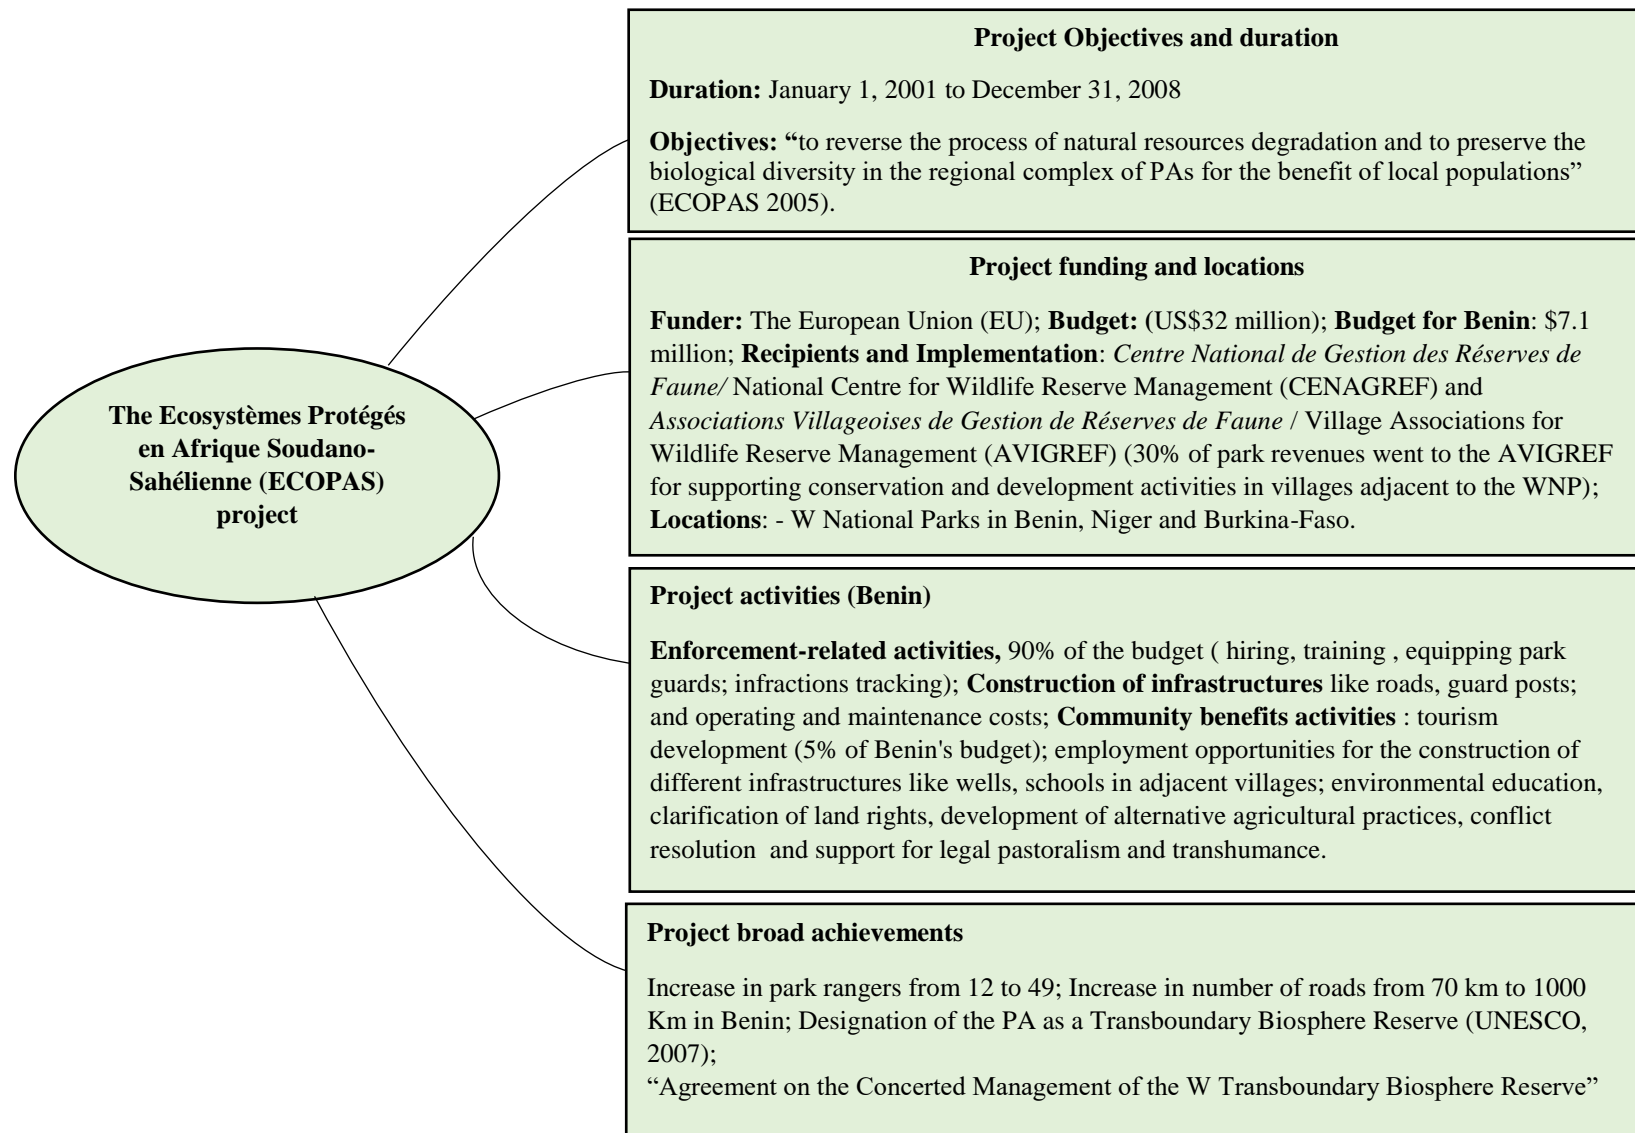 The Ecosystèmes Protégés
en Afrique Soudano-
Sahélienne (ECOPAS)
project
Project Objectives and duration
Duration: January 1, 2001 to December 31, 2008
Objectives: “to reverse the process of natural resources degradation and to preserve the
biological diversity in the regional complex of PAs for the benefit of local populations”
(ECOPAS 2005).
Project funding and locations
Funder: The European Union (EU); Budget: (US$32 million); Budget for Benin: $7.1
million; Recipients and Implementation: Centre National de Gestion des Réserves de
Faune/ National Centre for Wildlife Reserve Management (CENAGREF) and
Associations Villageoises de Gestion de Réserves de Faune / Village Associations for
Wildlife Reserve Management (AVIGREF) (30% of park revenues went to the AVIGREF
for supporting conservation and development activities in villages adjacent to the WNP);
Locations: - W National Parks in Benin, Niger and Burkina-Faso.
Project activities (Benin)
Enforcement-related activities, 90% of the budget ( hiring, training , equipping park
guards; infractions tracking); Construction of infrastructures like roads, guard posts;
and operating and maintenance costs; Community benefits activities : tourism
development (5% of Benin's budget); employment opportunities for the construction of
different infrastructures like wells, schools in adjacent villages; environmental education,
clarification of land rights, development of alternative agricultural practices, conflict
resolution  and support for legal pastoralism and transhumance.
Project broad achievements
Increase in park rangers from 12 to 49; Increase in number of roads from 70 km to 1000
Km in Benin; Designation of the PA as a Transboundary Biosphere Reserve (UNESCO,
2007);
“Agreement on the Concerted Management of the W Transboundary Biosphere Reserve”